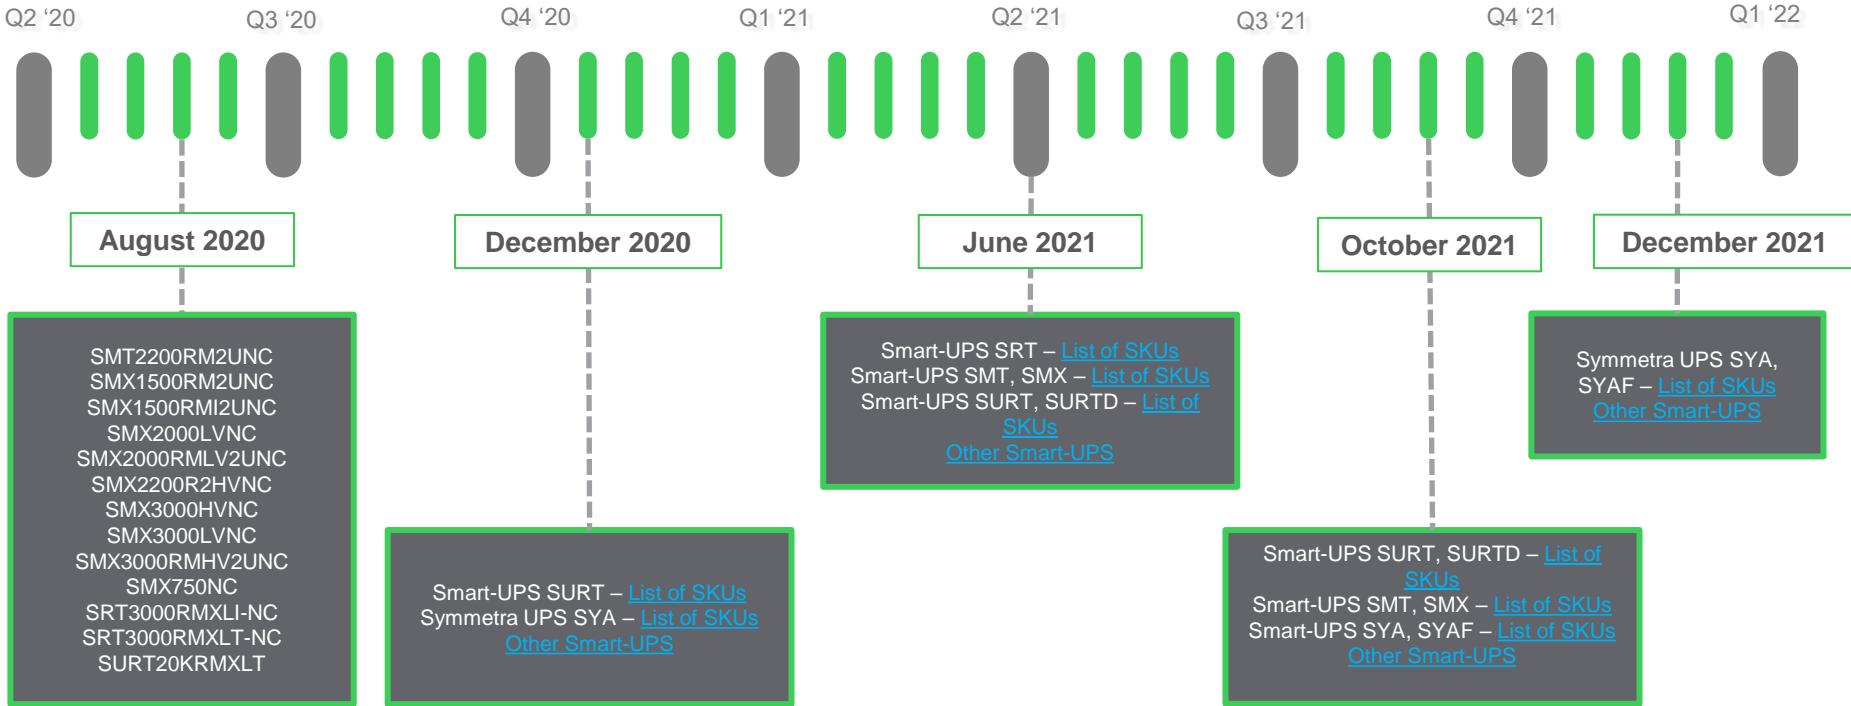 Q2 ‘20
Q3 ‘20
Q4 ‘20
Q1 ‘21
Q2 ‘21
Q3 ‘21
Q4 ‘21
Q1 ‘22
August 2020
SMT2200RM2UNC
SMX1500RM2UNC
SMX1500RMI2UNC
SMX2000LVNC
SMX2000RMLV2UNC
SMX2200R2HVNC
SMX3000HVNC
SMX3000LVNC
SMX3000RMHV2UNC
SMX750NC
SRT3000RMXLI-NC
SRT3000RMXLT-NC
SURT20KRMXLT
December 2020
Smart-UPS SURT – List of SKUs
Symmetra UPS SYA – List of SKUs
Other Smart-UPS
June 2021
Smart-UPS SRT – List of SKUs
Smart-UPS SMT, SMX – List of SKUs
Smart-UPS SURT, SURTD – List of
SKUs
Other Smart-UPS
October 2021
Smart-UPS SURT, SURTD – List of
SKUs
Smart-UPS SMT, SMX – List of SKUs
Smart-UPS SYA, SYAF – List of SKUs
Other Smart-UPS
December 2021
Symmetra UPS SYA,
SYAF – List of SKUs
Other Smart-UPS